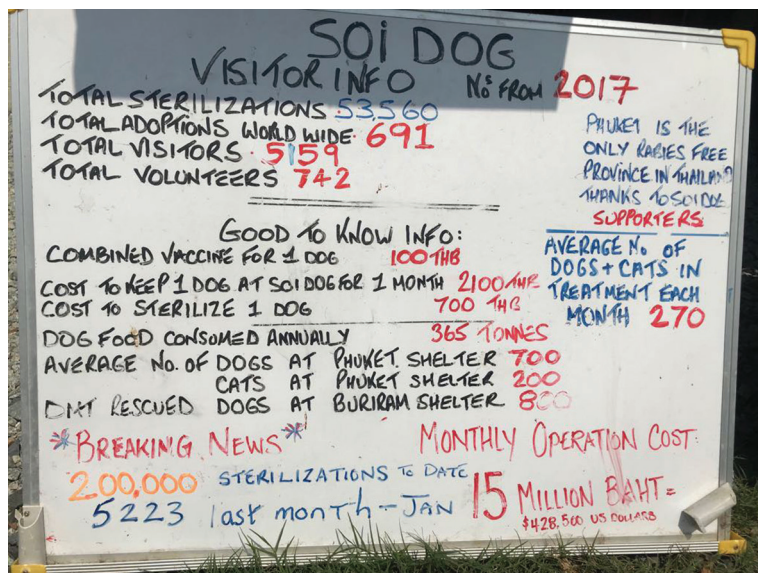 SOI DOG
VISITOR INFO NOS FROM 2017
TOTAL STERILIZATIONS 53,560
TOTAL ADOPTIONS WORLD WIDE 691
TOTAL VISITORS 5159
TOTAL VOLUNTEERS 742
PHUKET IS THE
ONLY RABIES FREE
PROVINCE IN THAILAND
THANKS TO SOI DOG
SUPPORTERS
GOOD TO KNOW INFO:
COMBINED VACCINE FOR 1 DOG 100 THB
COST TO KEEP 1 DOG AT SOI DOG FOR 1 MONTH 2100 THB
COST TO STERILIZE 1 DOG 700 THB
AVERAGE No. OF
DOGS + CATS IN
TREATMENT EACH
MONTH 270
DOG FOOD CONSUMED ANNUALLY 365 TONNES
AVERAGE No. OF DOGS AT PHUKET SHELTER 700
CATS AT PHUKET SHELTER 200
DMT RESCUED DOGS AT BURIRAM SHELTER 800
*BREAKING NEWS*
200,000 STERILIZATIONS TO DATE
5223 last month - JAN
MONTHLY OPERATION COST:
15 MILLION BAHT =
$428,500 US DOLLARS